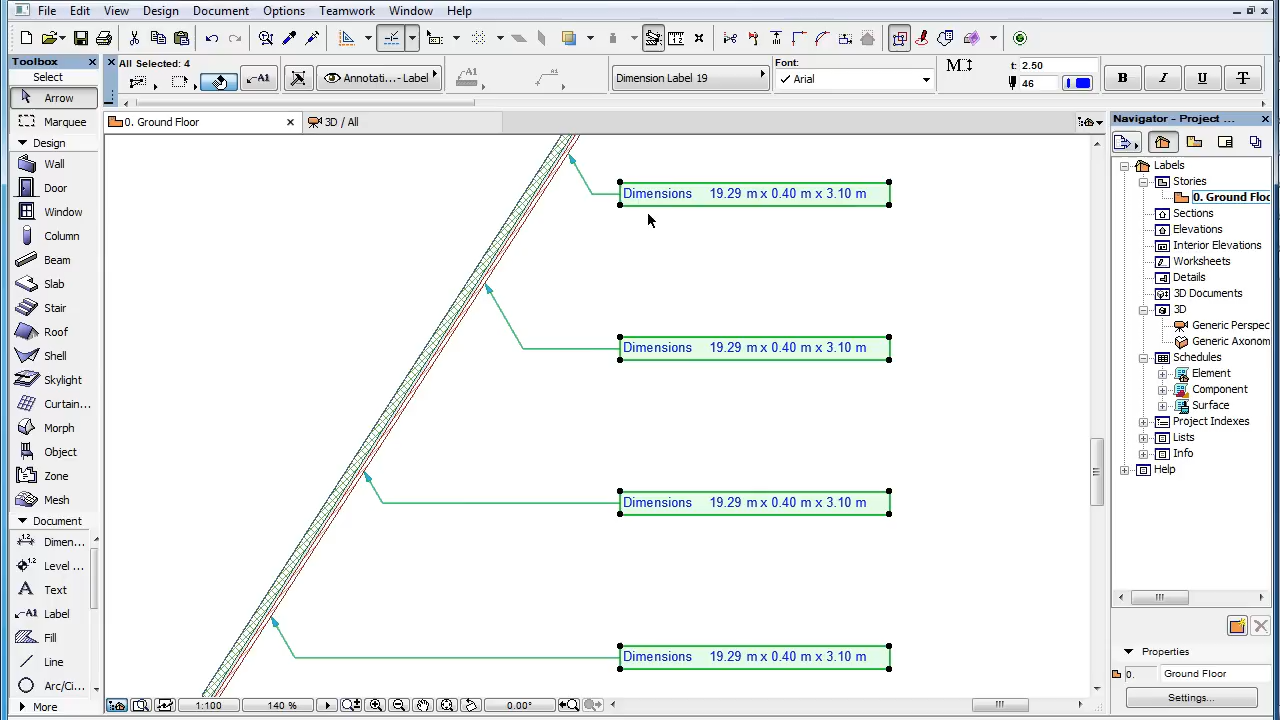 File Edit View Design Document Options Teamwork Window Help
Toolbox
Select
Arrow
Marquee
Design
Wall
Door
Window
Column
Beam
Slab
Stair
Roof
Shell
Skylight
Curtain...
Morph
Object
Zone
Mesh
Document
Dimen...
Level ...
Text
Label
Fill
Line
Arc/Ci...
More
All Selected: 4
Annotati...- Label
Dimension Label 19
Font:
Arial
t: 2.50
46
B I U T
0. Ground Floor
3D / All
Dimensions 19.29 m x 0.40 m x 3.10 m
Dimensions 19.29 m x 0.40 m x 3.10 m
Dimensions 19.29 m x 0.40 m x 3.10 m
Dimensions 19.29 m x 0.40 m x 3.10 m
1:100
140 %
0.00°
Navigator - Project ...
Labels
Stories
0. Ground Floo
Sections
Elevations
Interior Elevations
Worksheets
Details
3D Documents
3D
Generic Perspec
Generic Axonom
Schedules
Element
Component
Surface
Project Indexes
Lists
Info
Help
Properties
0. Ground Floor
Settings...